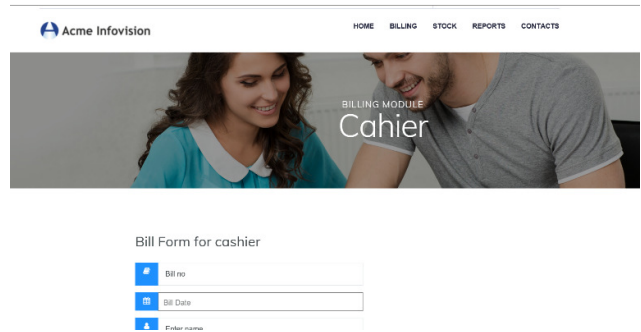 Acme Infovision
HOME BILLING STOCK REPORTS CONTACTS
BILLING MODULE
Cahier
Bill Form for cashier
Bill no
Bill Date
Enter name